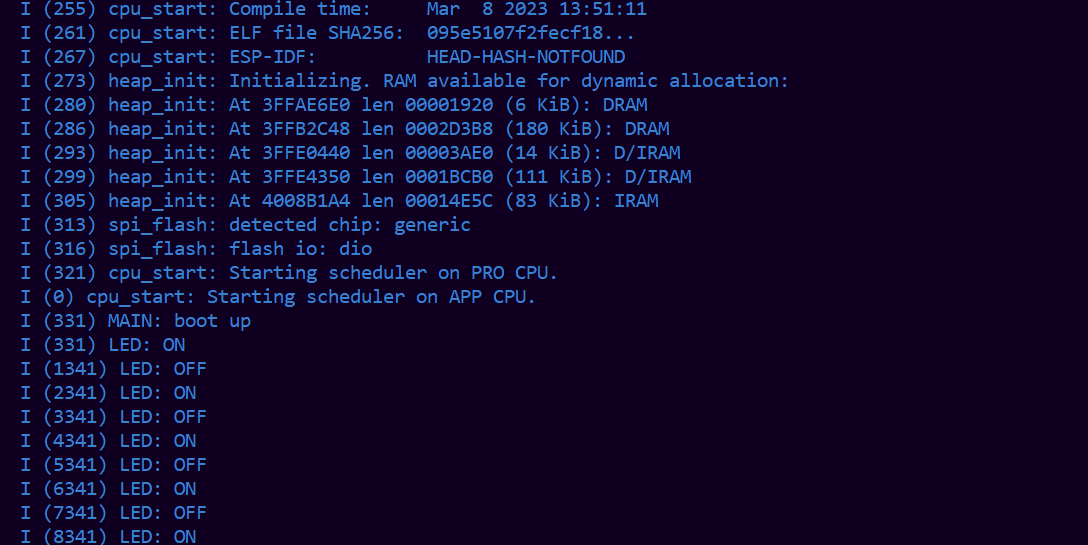 I (255) cpu_start: Compile time:     Mar  8 2023 13:51:11
I (261) cpu_start: ELF file SHA256:  095e5107f2fecf18...
I (267) cpu_start: ESP-IDF:          HEAD-HASH-NOTFOUND
I (273) heap_init: Initializing. RAM available for dynamic allocation:
I (280) heap_init: At 3FFAE6E0 len 00001920 (6 KiB): DRAM
I (286) heap_init: At 3FFB2C48 len 0002D3B8 (180 KiB): DRAM
I (293) heap_init: At 3FFE0440 len 00003AE0 (14 KiB): D/IRAM
I (299) heap_init: At 3FFE4350 len 0001BCB0 (111 KiB): D/IRAM
I (305) heap_init: At 4008B1A4 len 00014E5C (83 KiB): IRAM
I (313) spi_flash: detected chip: generic
I (316) spi_flash: flash io: dio
I (321) cpu_start: Starting scheduler on PRO CPU.
I (0) cpu_start: Starting scheduler on APP CPU.
I (331) MAIN: boot up
I (331) LED: ON
I (1341) LED: OFF
I (2341) LED: ON
I (3341) LED: OFF
I (4341) LED: ON
I (5341) LED: OFF
I (6341) LED: ON
I (7341) LED: OFF
I (8341) LED: ON